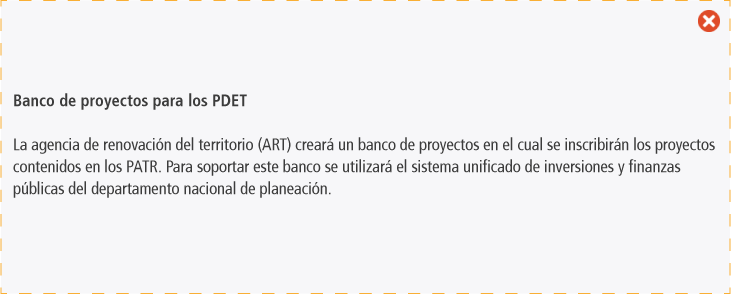 Banco de proyectos para los PDET
La agencia de renovación del territorio (ART) creará un banco de proyectos en el cual se inscribirán los proyectos
contenidos en los PATR. Para soportar este banco se utilizará el sistema unificado de inversiones y finanzas
públicas del departamento nacional de planeación.